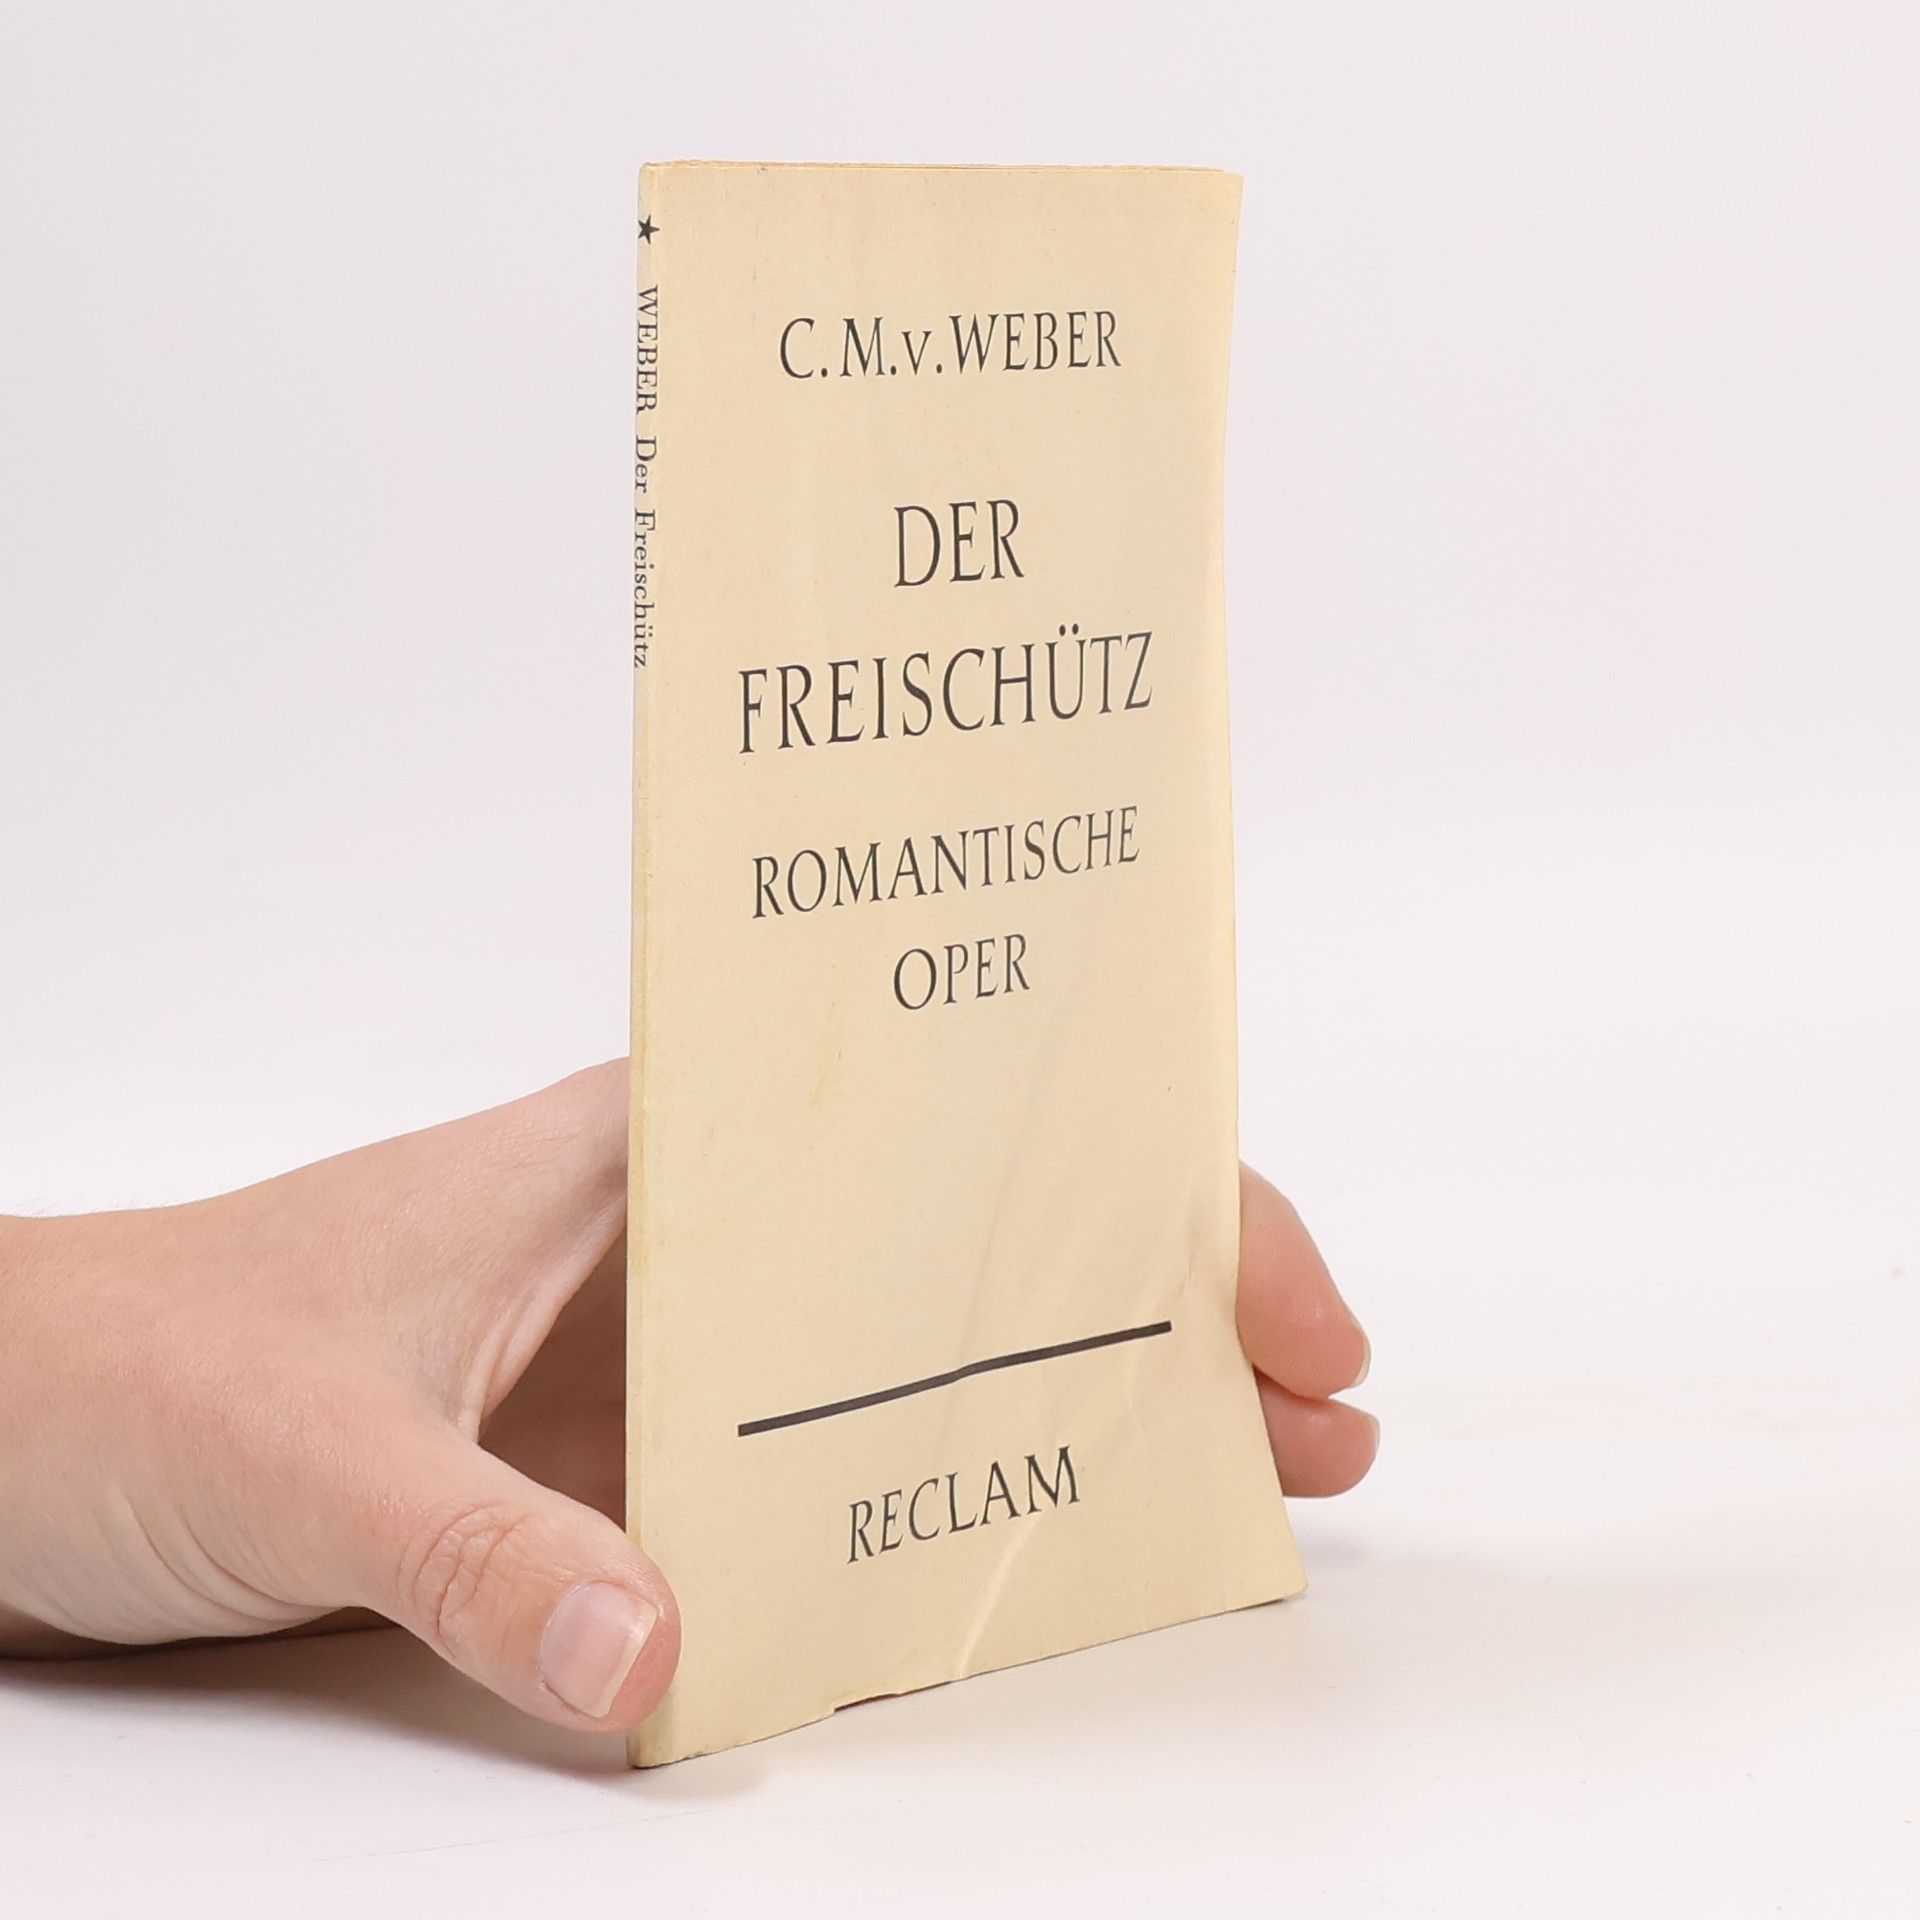 ★ WEBER Der Freischütz
C.M.v.WEBER
DER
FREISCHÜTZ
ROMANTISCHE
OPER
RECLAM